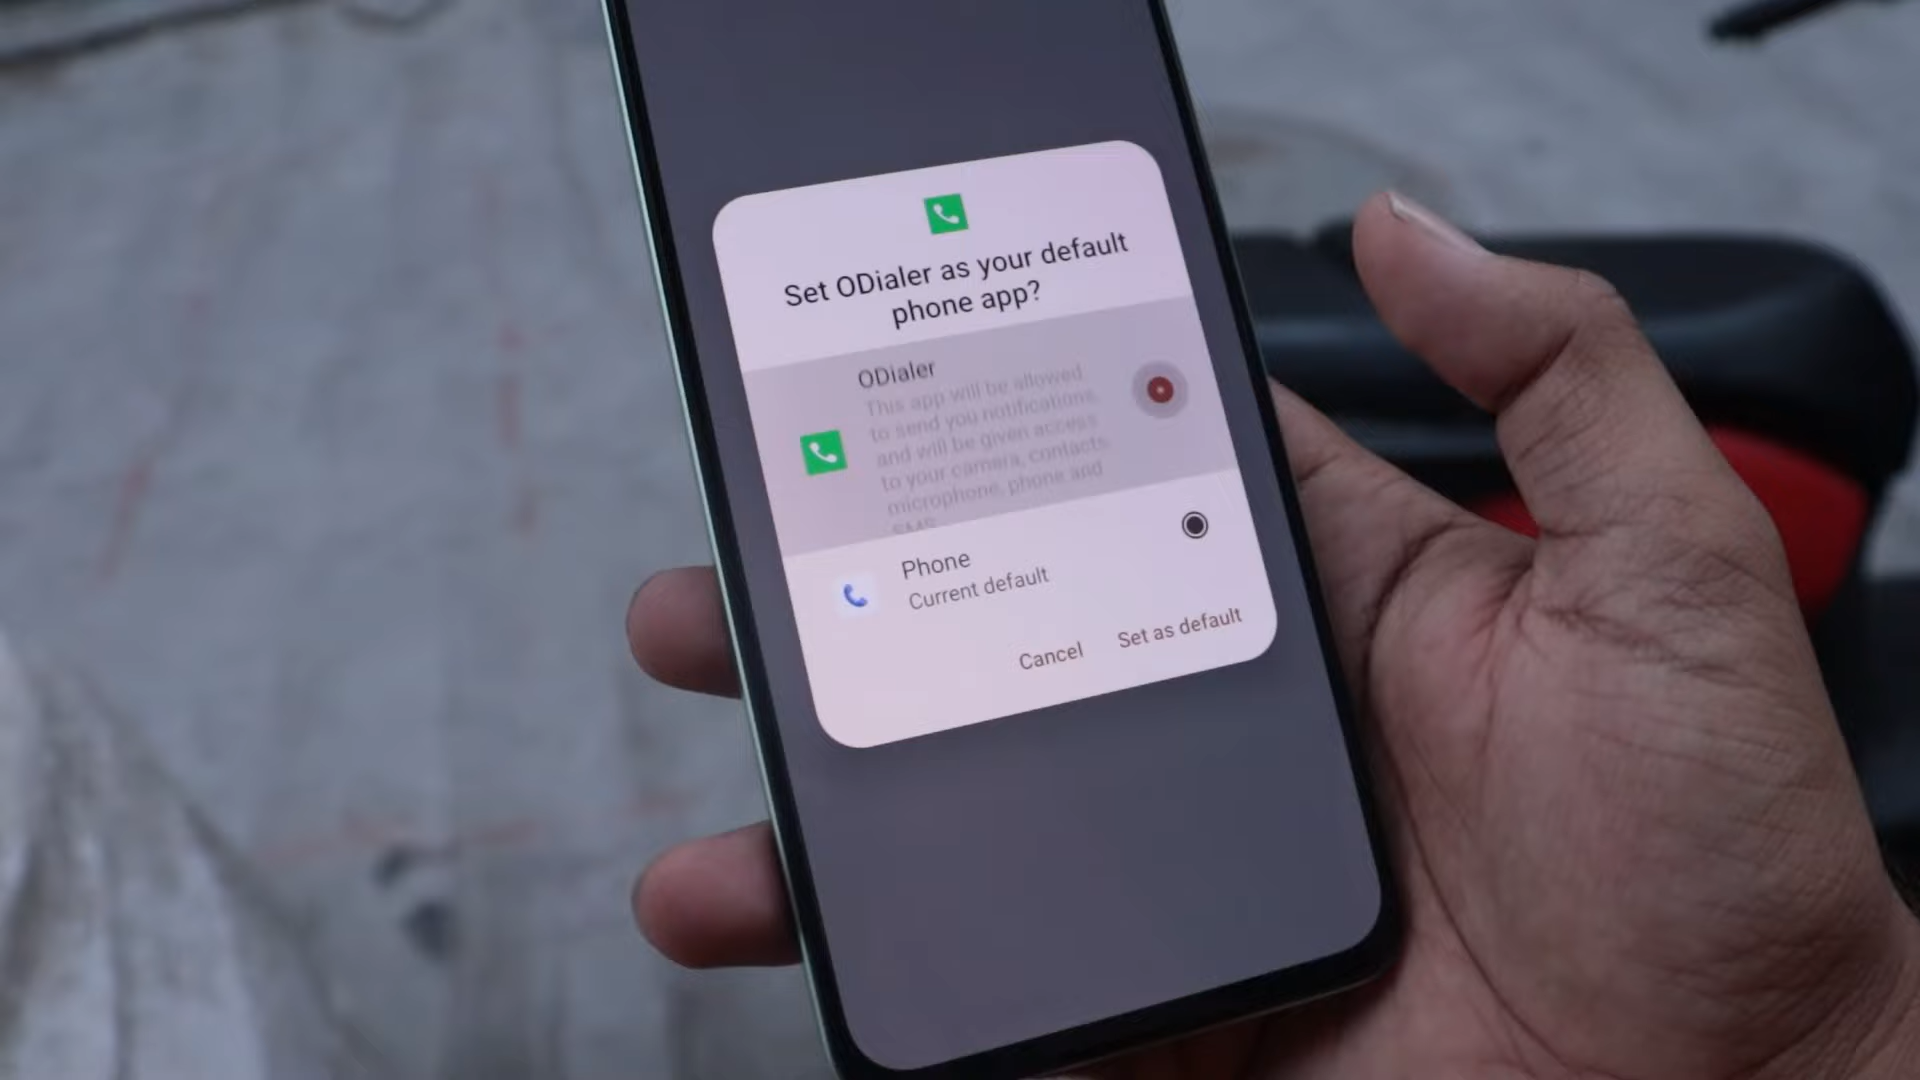 Set ODialer as your default
phone app?
ODialer
This app will be allowed
to send you notifications,
and will be given access
to your camera, contacts,
microphone, phone and
SMS
Phone
Current default
Cancel
Set as default